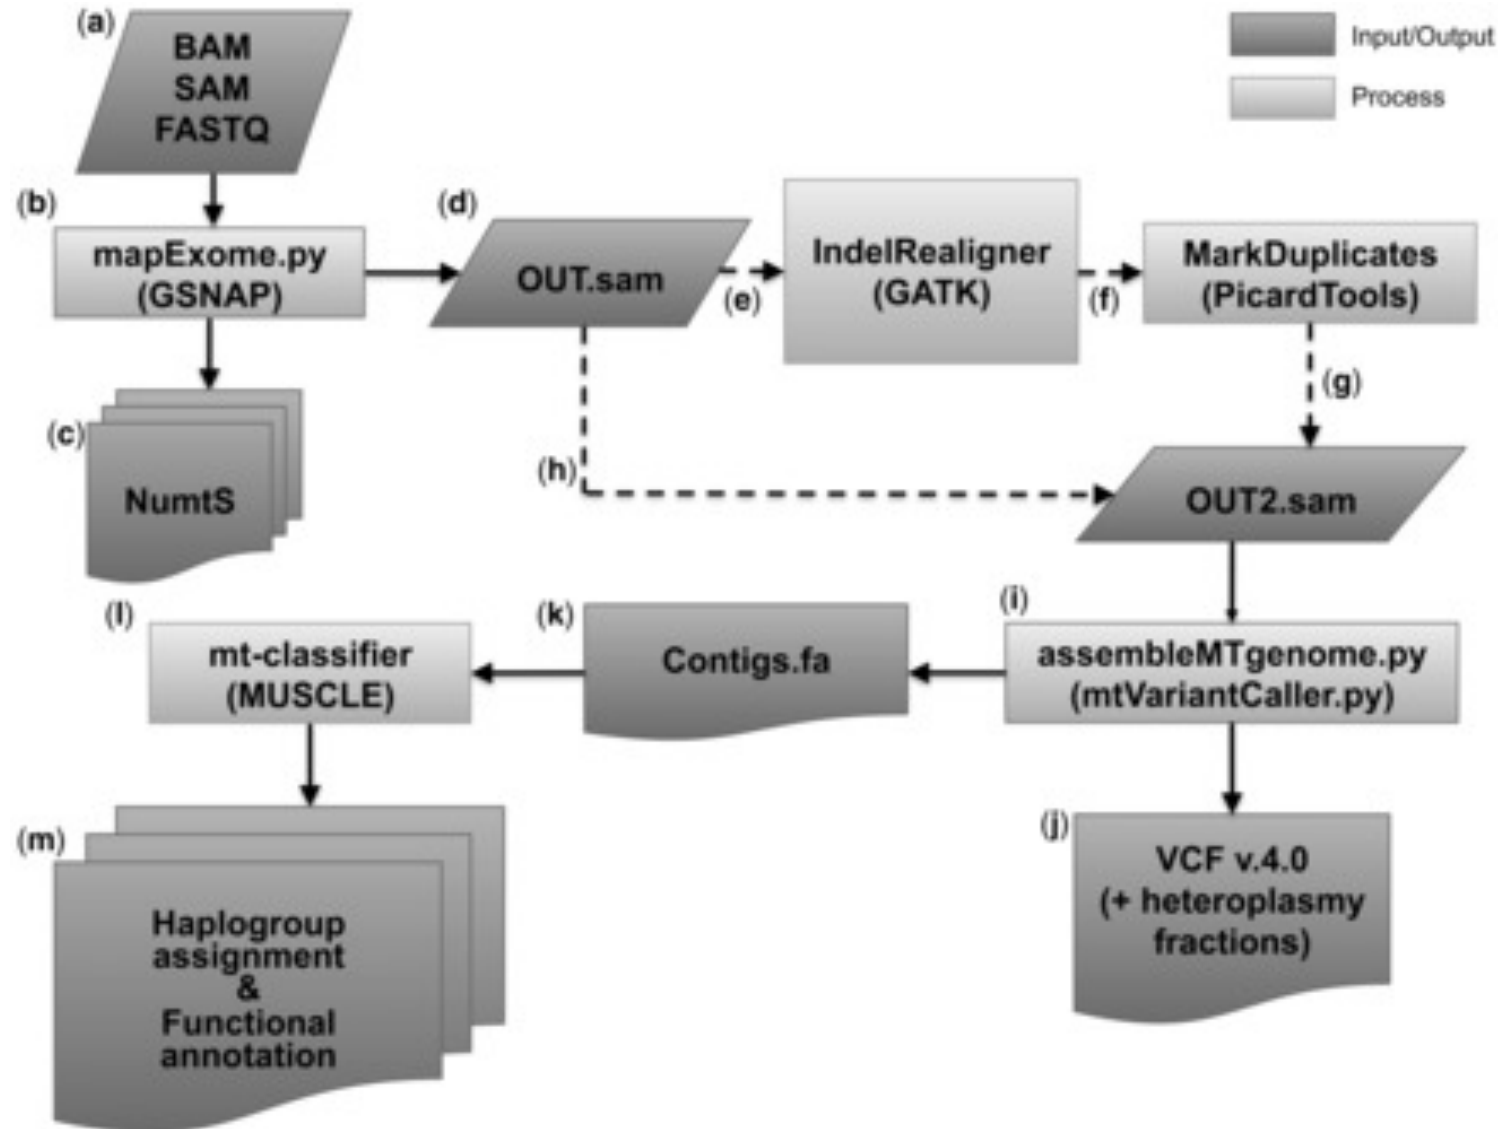 (a)
BAM
SAM
FASTQ
Input/Output
Process
(b)
mapExome.py
(GSNAP)
(c)
NumtS
(d)
OUT.sam
(e)
IndelRealigner
(GATK)
(f)
MarkDuplicates
(PicardTools)
(g)
(h)
OUT2.sam
(i)
assembleMTgenome.py
(mtVariantCaller.py)
(j)
VCF v.4.0
(+ heteroplasmy
fractions)
(k)
Contigs.fa
(l)
mt-classifier
(MUSCLE)
(m)
Haplogroup
assignment
&
Functional
annotation